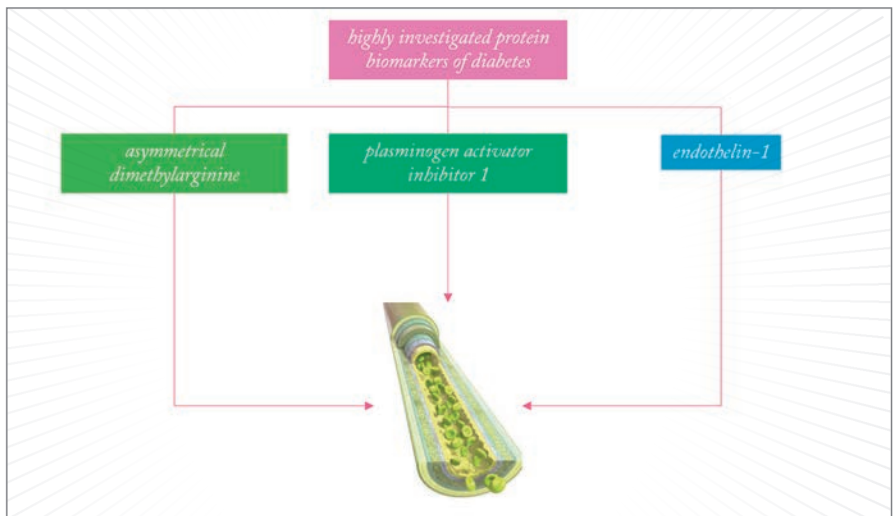 highly investigated protein
biomarkers of diabetes
asymmetrical
dimethylarginine
plasminogen activator
inhibitor 1
endothelin-1